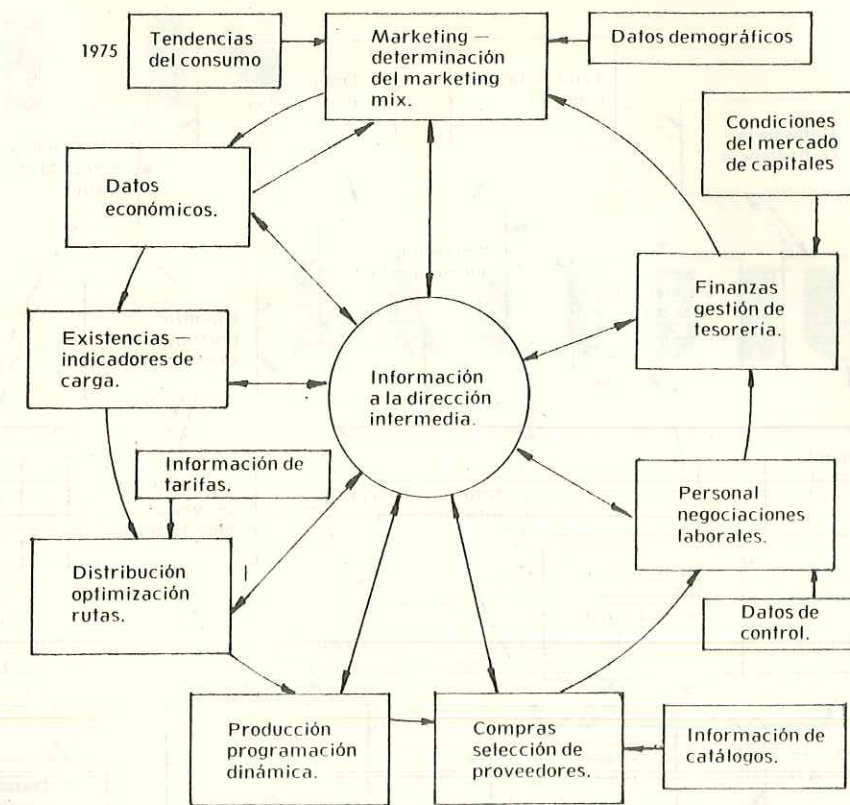 1975
Tendencias
del consumo
Marketing —
determinación
del marketing
mix.
Datos demográficos
Condiciones
del mercado
de capitales
Datos
económicos.
Finanzas
gestión de
tesorería.
Existencias —
indicadores de
carga.
Información
a la dirección
intermedia.
Información de
tarifas.
Personal
negociaciones
laborales.
Distribución
optimización
rutas.
Datos de
control.
Producción
programación
dinámica.
Compras
selección de
proveedores.
Información de
catálogos.